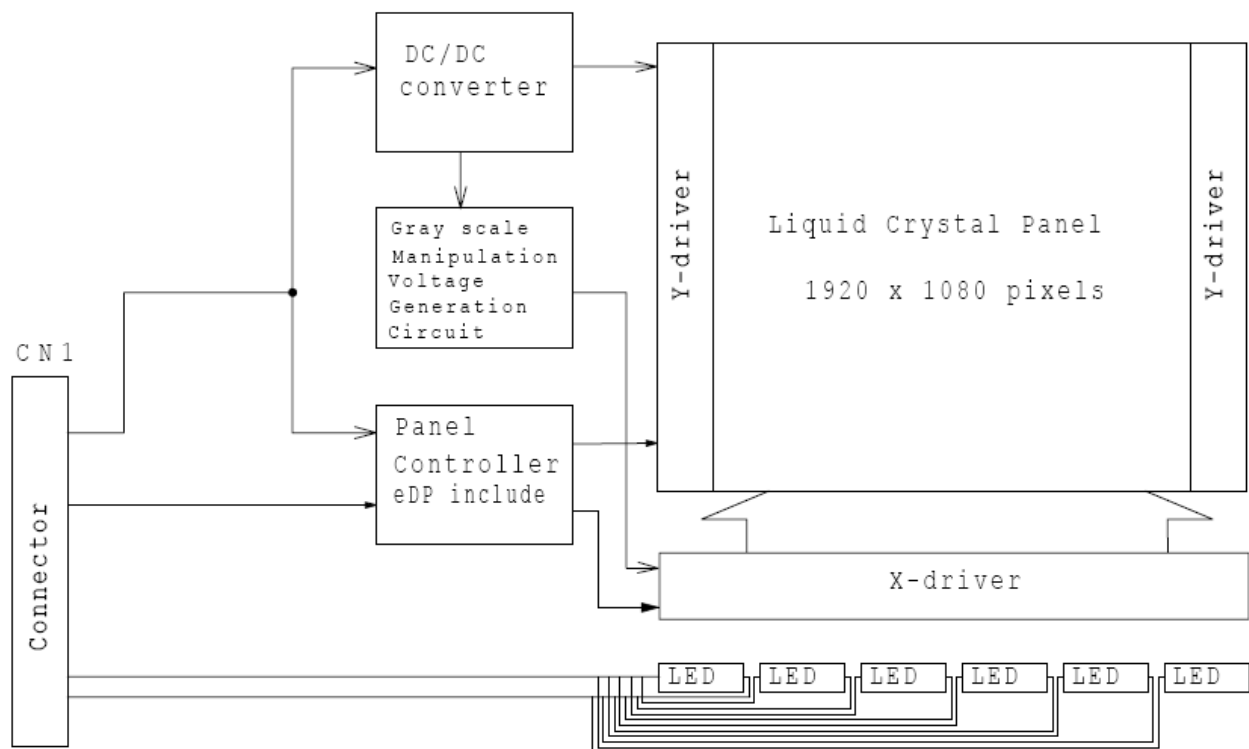 DC/DC
converter
Y-driver
Liquid Crystal Panel
1920 x 1080 pixels
Y-driver
Gray scale
Manipulation
Voltage
Generation
Circuit
CN1
Connector
Panel
Controller
eDP include
X-driver
LED
LED
LED
LED
LED
LED